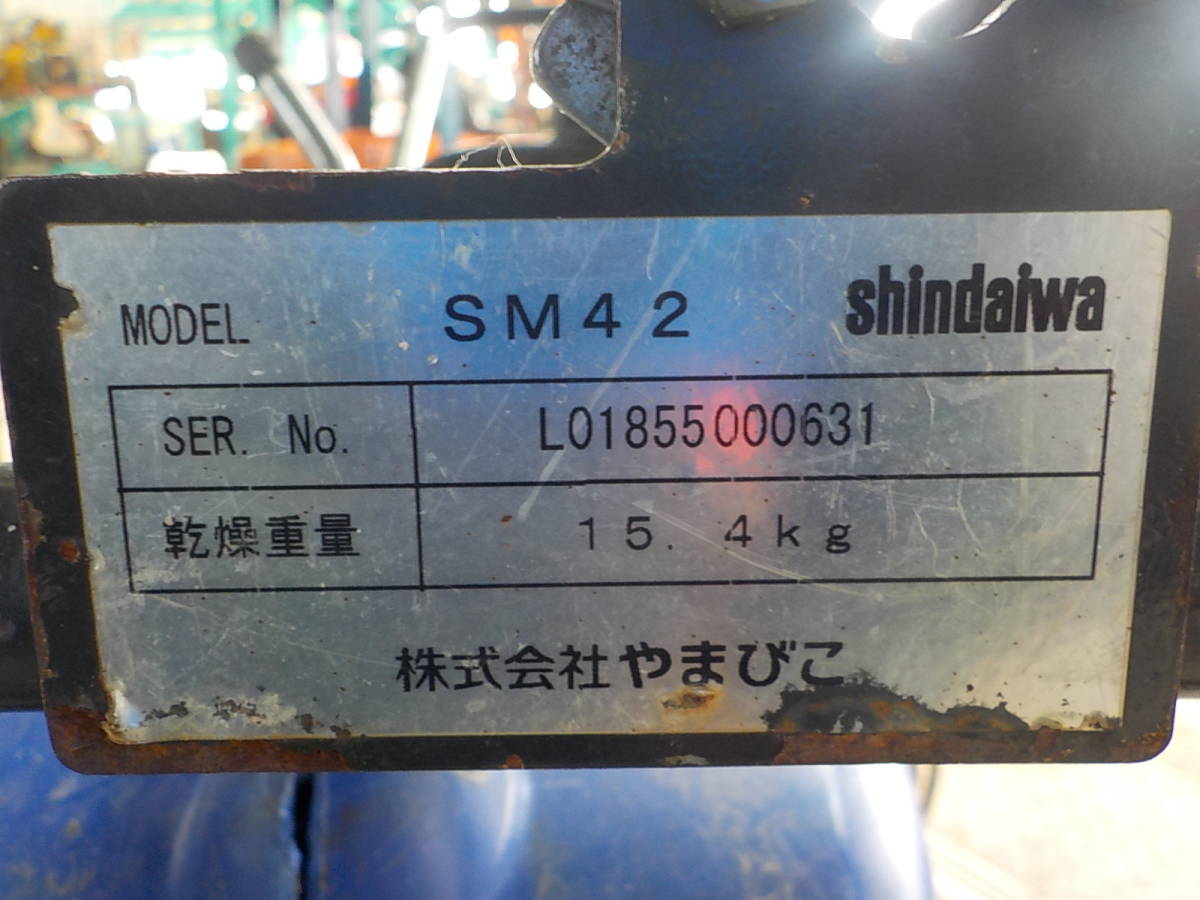 MODEL SM42 shindaiwa
SER. No. L01855000631
乾燥重量 15.4kg
株式会社やまびこ